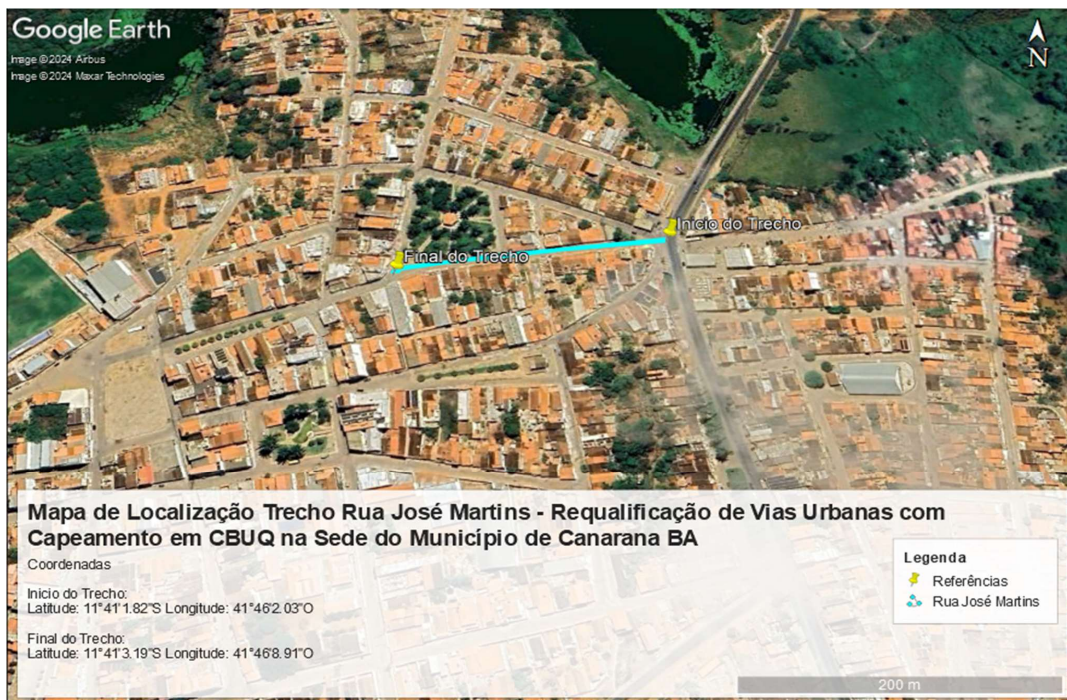 Google Earth
Image © 2024 Airbus
Image © 2024 Maxar Technologies
N
Inicio do Trecho
Final do Trecho
Mapa de Localização Trecho Rua José Martins - Requalificação de Vias Urbanas com
Capeamento em CBUQ na Sede do Município de Canarana BA
Coordenadas
Inicio do Trecho:
Latitude: 11°41'1.82"S Longitude: 41°46'2.03"O
Final do Trecho:
Latitude: 11°41'3.19"S Longitude: 41°46'8.91"O
Legenda
Referências
Rua José Martins
200 m